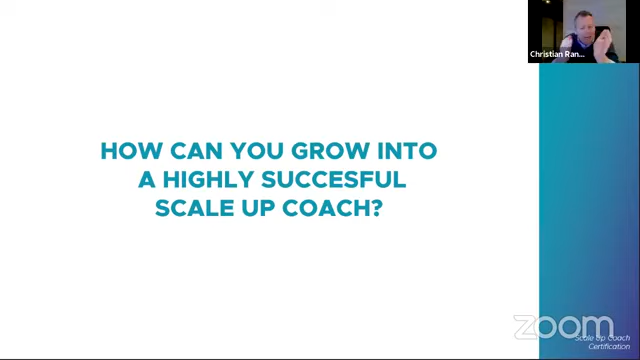 Christian Ran...
HOW CAN YOU GROW INTO
A HIGHLY SUCCESFUL
SCALE UP COACH?
zoom
Scale Up Coach
Certification